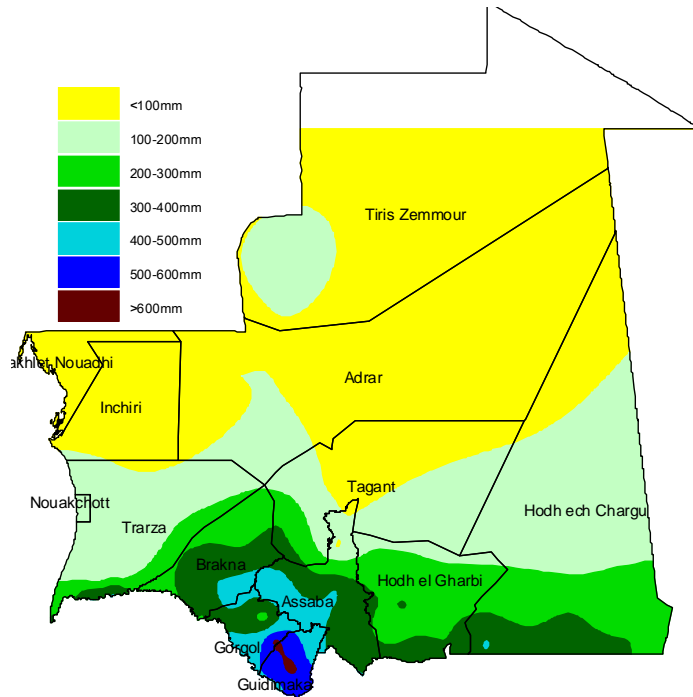 <100mm
100-200mm
200-300mm
300-400mm
400-500mm
500-600mm
>600mm
Tiris Zemmour
akhlet Nouadhi
Adrar
Inchiri
Tagant
Nouakchott
Hodh ech Chargu
Trarza
Brakna
Hodh el Gharbi
Assaba
Gorgol
Guidimaka